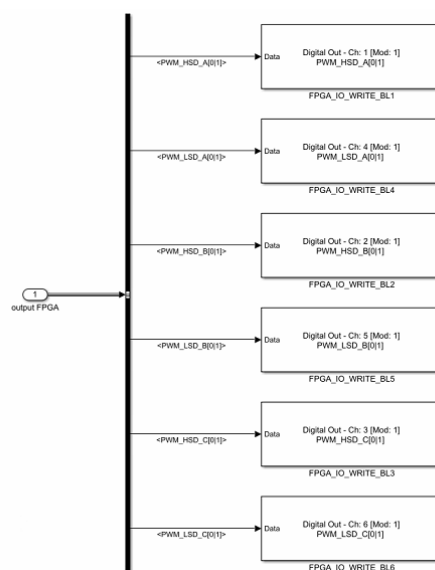 Digital Out - Ch: 1 [Mod: 1]
PWM_HSD_A[0|1]
Data
<PWM_HSD_A[0|1]>
FPGA_IO_WRITE_BL1
Digital Out - Ch: 4 [Mod: 1]
PWM_LSD_A[0|1]
Data
<PWM_LSD_A[0|1]>
FPGA_IO_WRITE_BL4
Digital Out - Ch: 2 [Mod: 1]
PWM_HSD_B[0|1]
Data
<PWM_HSD_B[0|1]>
FPGA_IO_WRITE_BL2
1
output FPGA
Digital Out - Ch: 5 [Mod: 1]
PWM_LSD_B[0|1]
Data
<PWM_LSD_B[0|1]>
FPGA_IO_WRITE_BL5
Digital Out - Ch: 3 [Mod: 1]
PWM_HSD_C[0|1]
Data
<PWM_HSD_C[0|1]>
FPGA_IO_WRITE_BL3
Digital Out - Ch: 6 [Mod: 1]
PWM_LSD_C[0|1]
Data
<PWM_LSD_C[0|1]>
FPGA_IO_WRITE_BL6